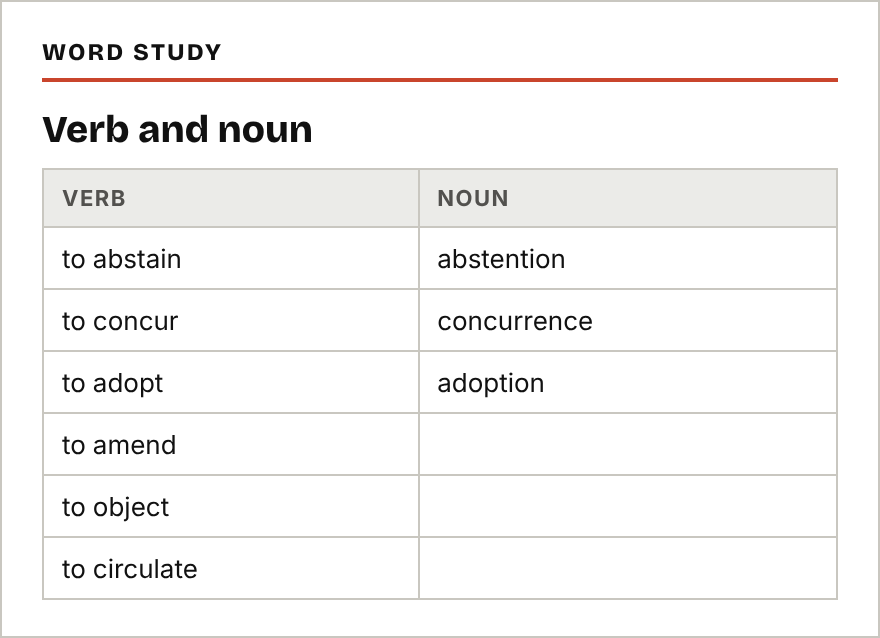 WORD STUDY
Verb and noun
VERB NOUN
to abstain abstention
to concur concurrence
to adopt adoption
to amend
to object
to circulate